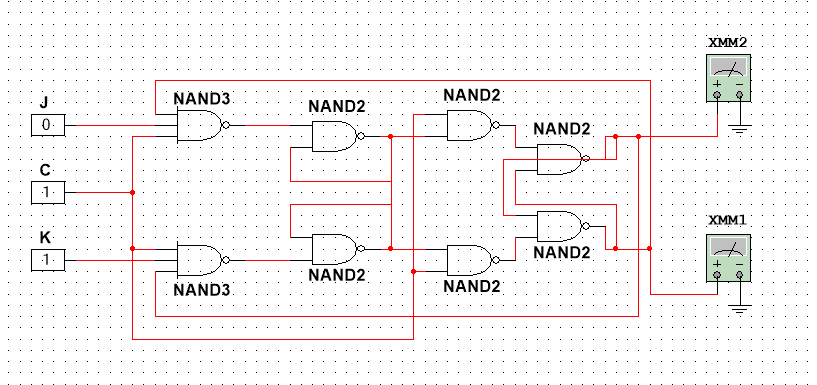 XMM2
J
NAND3
NAND2
NAND2
+ −
0
NAND2
C
1
K
NAND2
XMM1
1
NAND2
NAND2
+ −
NAND3